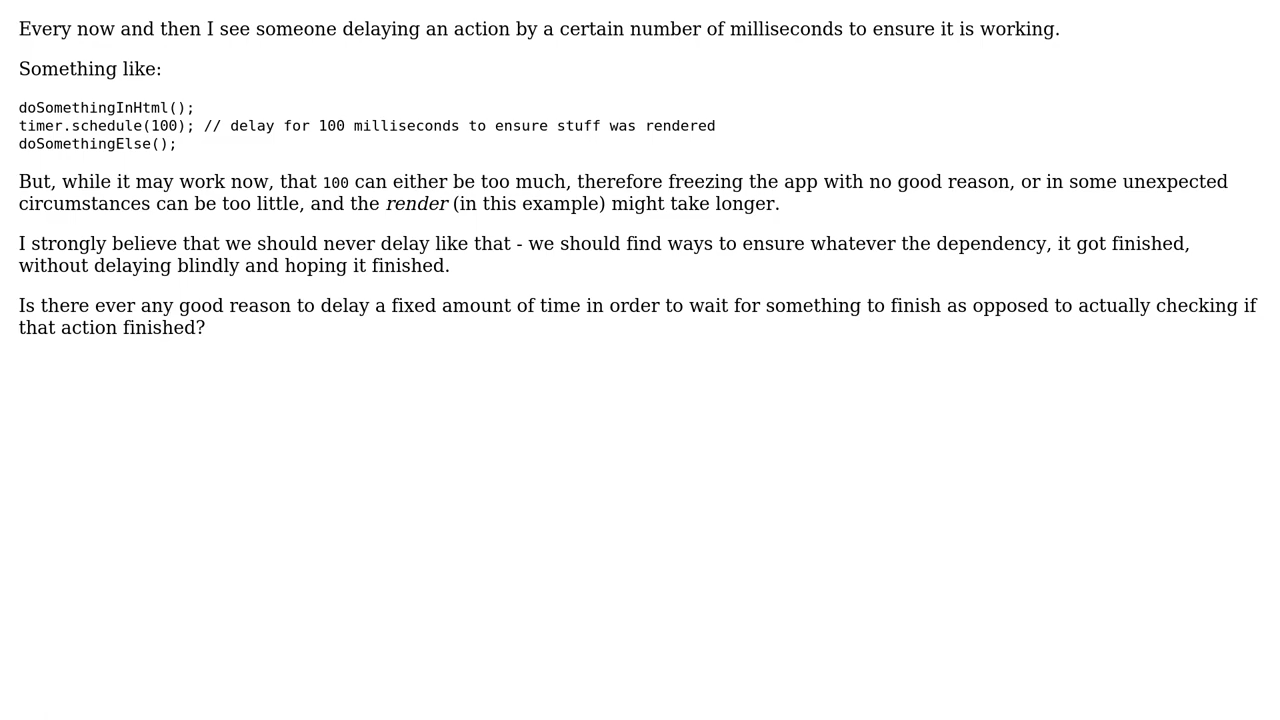 Every now and then I see someone delaying an action by a certain number of milliseconds to ensure it is working.
Something like:
doSomethingInHtml();
timer.schedule(100); // delay for 100 milliseconds to ensure stuff was rendered
doSomethingElse();
But, while it may work now, that 100 can either be too much, therefore freezing the app with no good reason, or in some unexpected
circumstances can be too little, and the render (in this example) might take longer.
I strongly believe that we should never delay like that - we should find ways to ensure whatever the dependency, it got finished,
without delaying blindly and hoping it finished.
Is there ever any good reason to delay a fixed amount of time in order to wait for something to finish as opposed to actually checking if
that action finished?